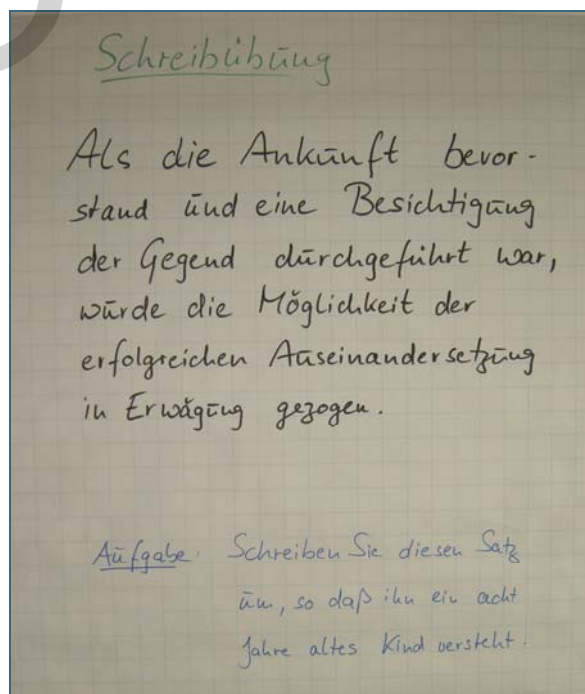 Schreibübung
Als die Ankunft bevor-
stand und eine Besichtigung
der Gegend durchgeführt war,
wurde die Möglichkeit der
erfolgreichen Auseinandersetzung
in Erwägung gezogen.
Aufgabe: Schreiben Sie diesen Satz
um, so daß ihn ein acht
Jahre altes Kind versteht.